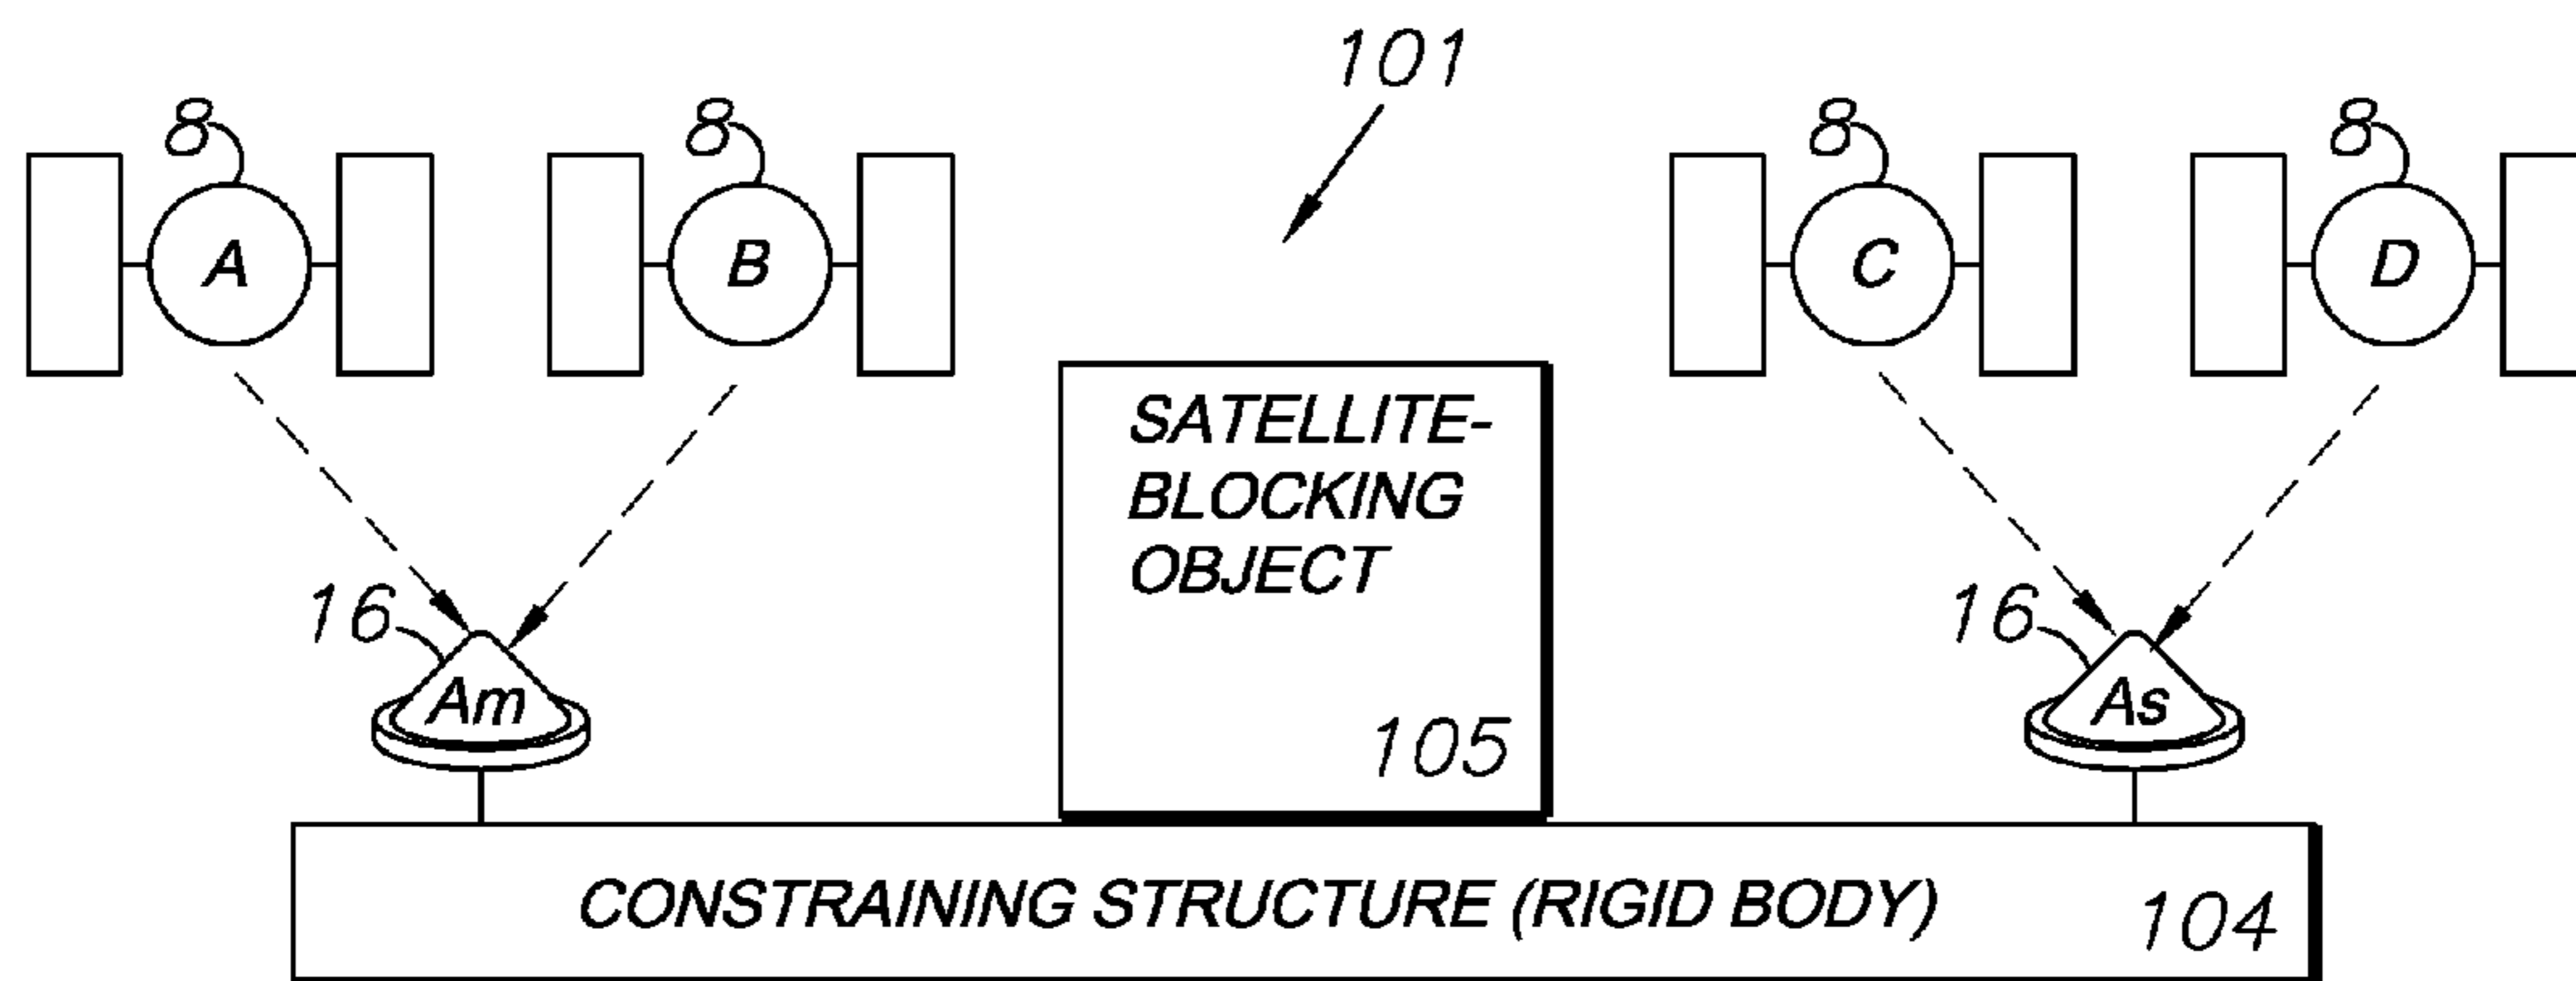 101
8 8 8 8
A B C D
SATELLITE-
BLOCKING
OBJECT
16 16
Am As
105
CONSTRAINING STRUCTURE (RIGID BODY) 104